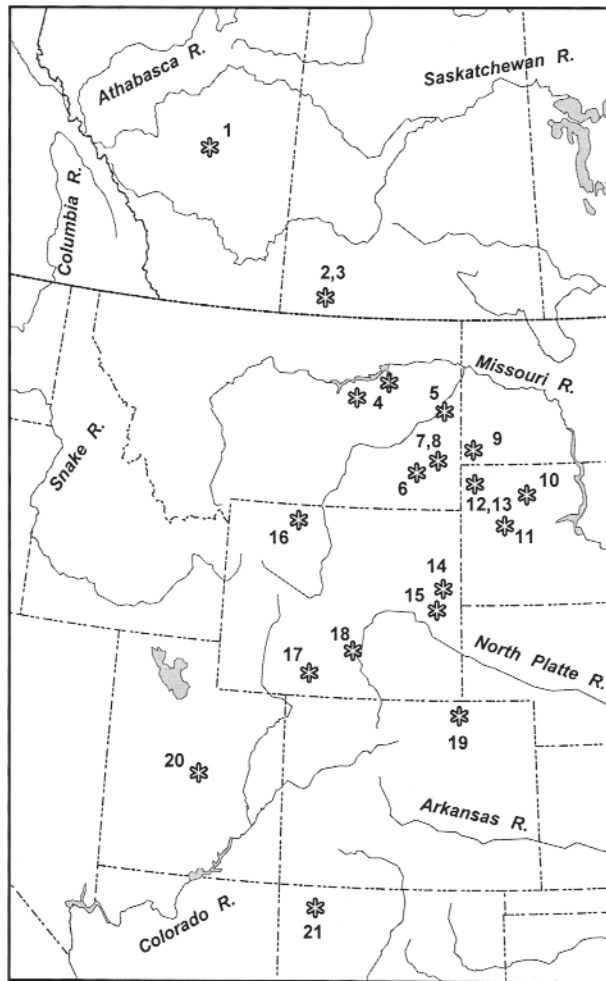 Athabasca R.
Saskatchewan R.
1
Columbia R.
2,3
Missouri R.
4
5
Snake R.
7,8
9
6
10
12,13
11
16
14
15
18
17
North Platte R.
19
20
Arkansas R.
Colorado R.
21